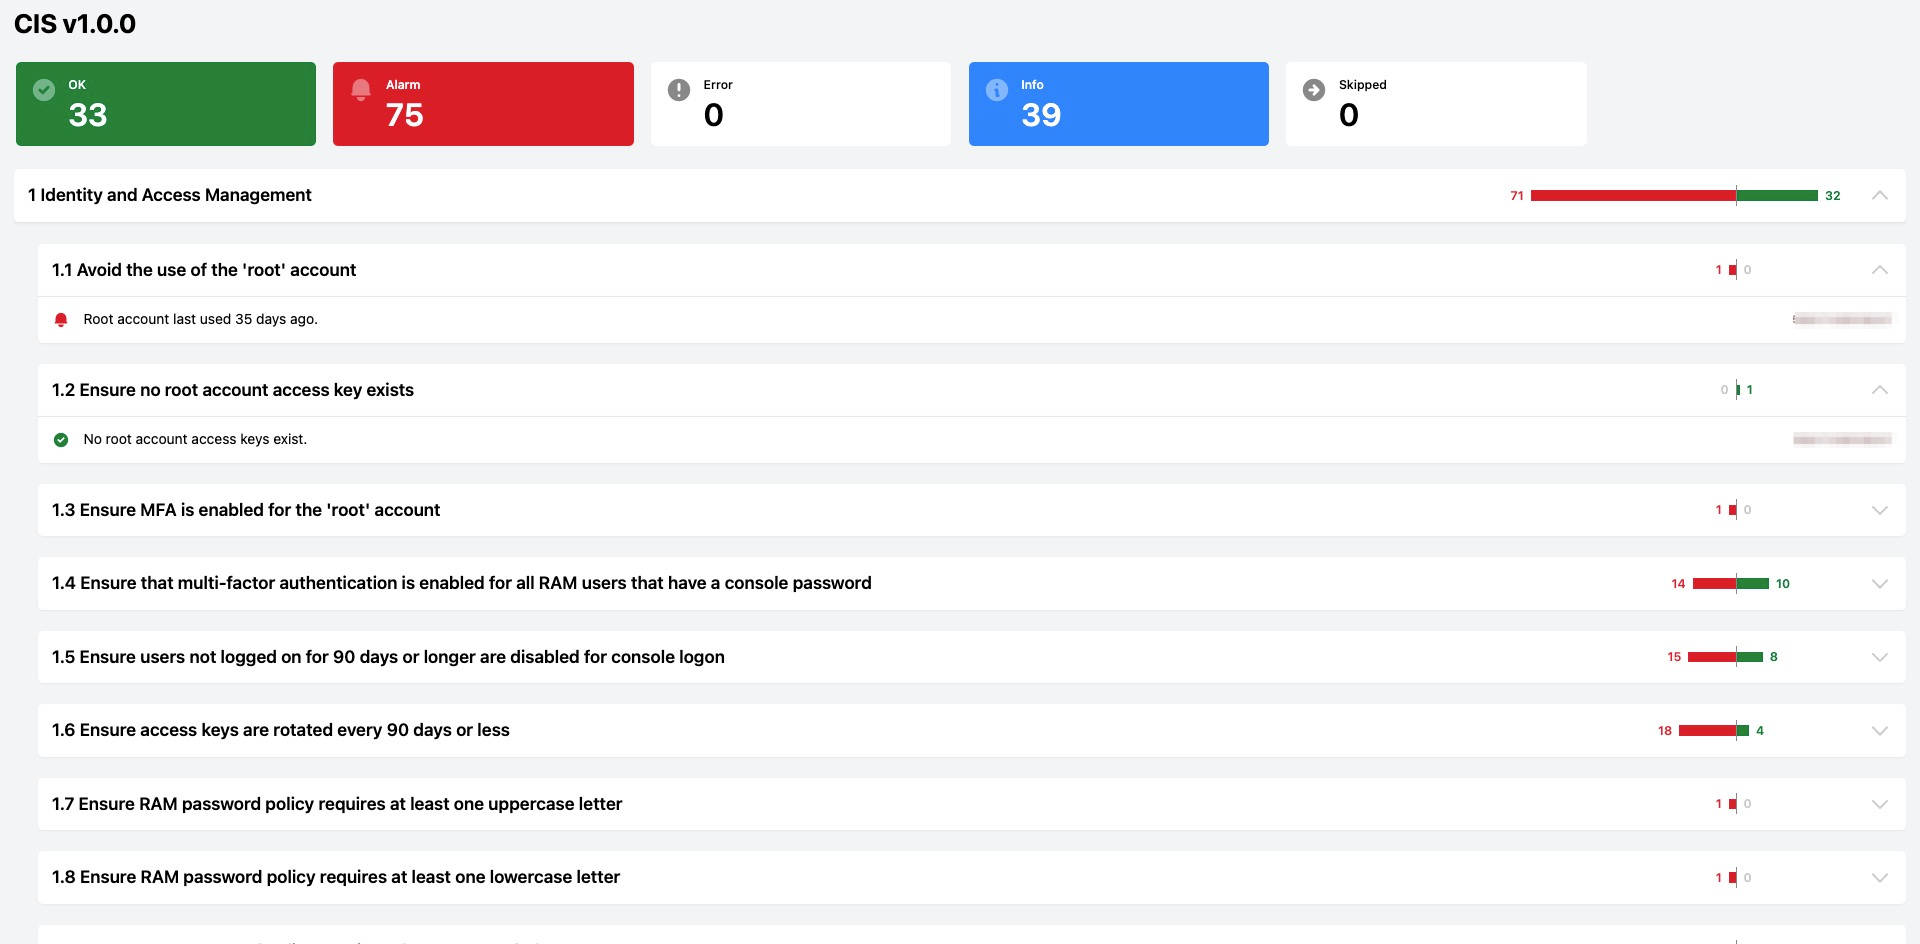 CIS v1.0.0
OK
33
Alarm
75
Error
0
Info
39
Skipped
0
1 Identity and Access Management
71
32
1.1 Avoid the use of the 'root' account
1
0
Root account last used 35 days ago.
1.2 Ensure no root account access key exists
0
1
No root account access keys exist.
1.3 Ensure MFA is enabled for the 'root' account
1
0
1.4 Ensure that multi-factor authentication is enabled for all RAM users that have a console password
14
10
1.5 Ensure users not logged on for 90 days or longer are disabled for console logon
15
8
1.6 Ensure access keys are rotated every 90 days or less
18
4
1.7 Ensure RAM password policy requires at least one uppercase letter
1
0
1.8 Ensure RAM password policy requires at least one lowercase letter
1
0